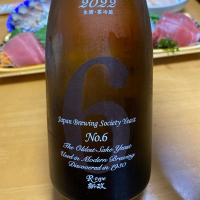 2022
6
Japan Brewing Society Yeast
No.6
The Oldest Sake Yeast
Used in Modern Brewing
Discovered in 1930
R-type
新政